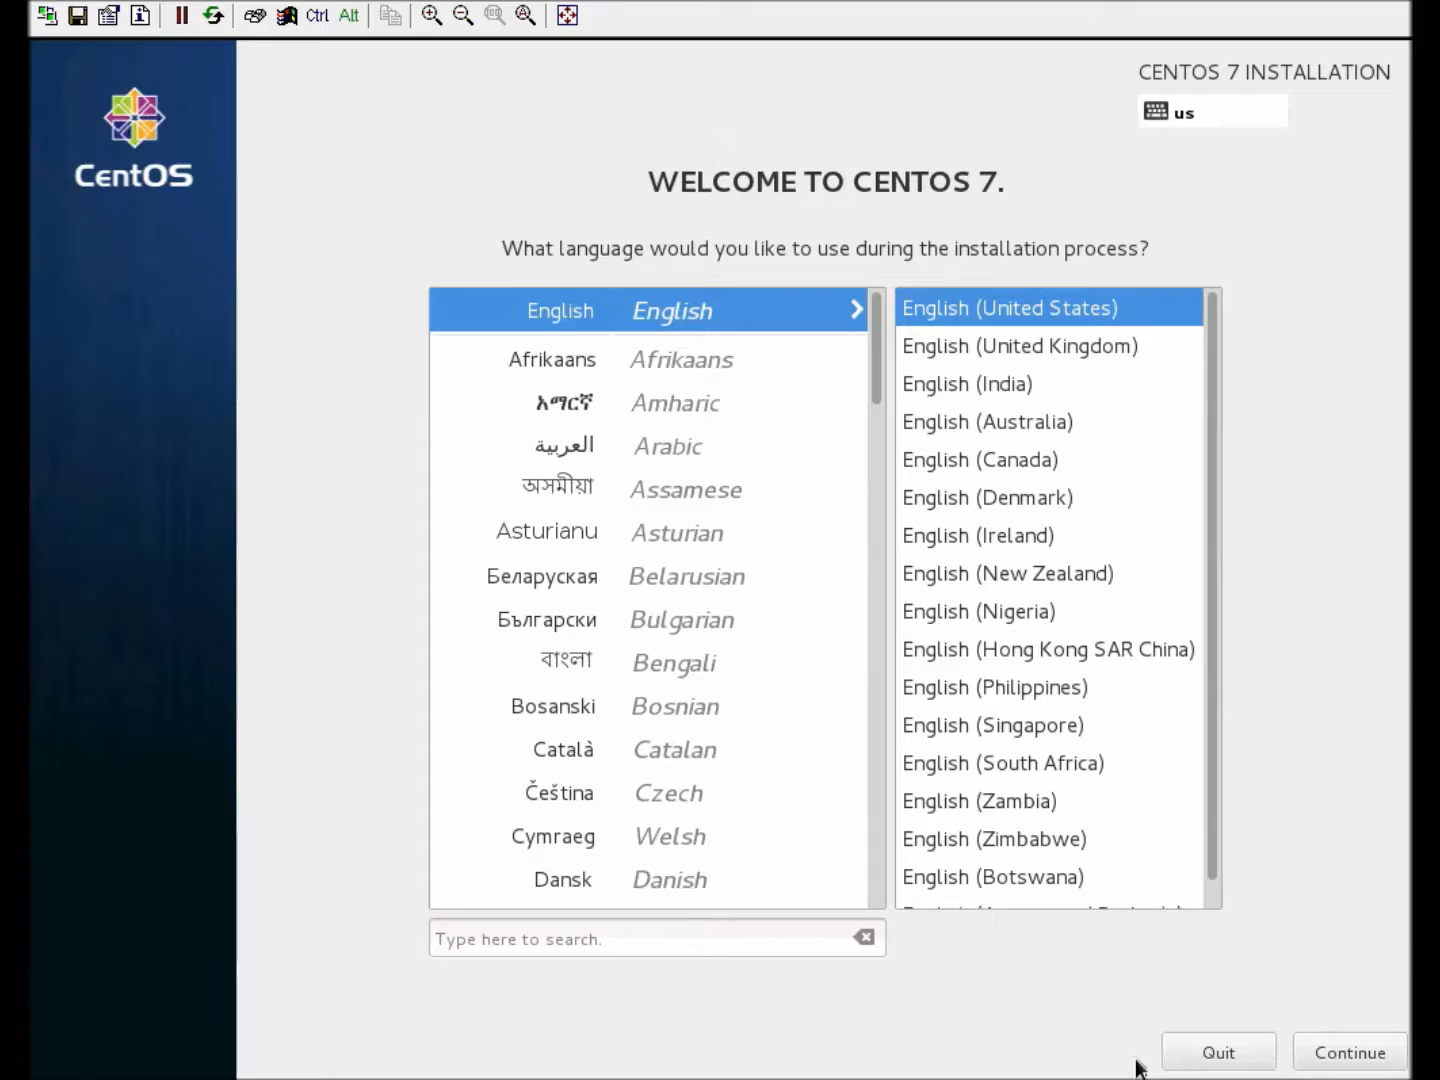 Ctrl Alt
CentOS
CENTOS 7 INSTALLATION
us
WELCOME TO CENTOS 7.
What language would you like to use during the installation process?
English English
Afrikaans Afrikaans
አማርኛ Amharic
العربية Arabic
অসমীয়া Assamese
Asturianu Asturian
Беларуская Belarusian
Български Bulgarian
বাংলা Bengali
Bosanski Bosnian
Català Catalan
Čeština Czech
Cymraeg Welsh
Dansk Danish
English (United States)
English (United Kingdom)
English (India)
English (Australia)
English (Canada)
English (Denmark)
English (Ireland)
English (New Zealand)
English (Nigeria)
English (Hong Kong SAR China)
English (Philippines)
English (Singapore)
English (South Africa)
English (Zambia)
English (Zimbabwe)
English (Botswana)
Type here to search.
Quit Continue